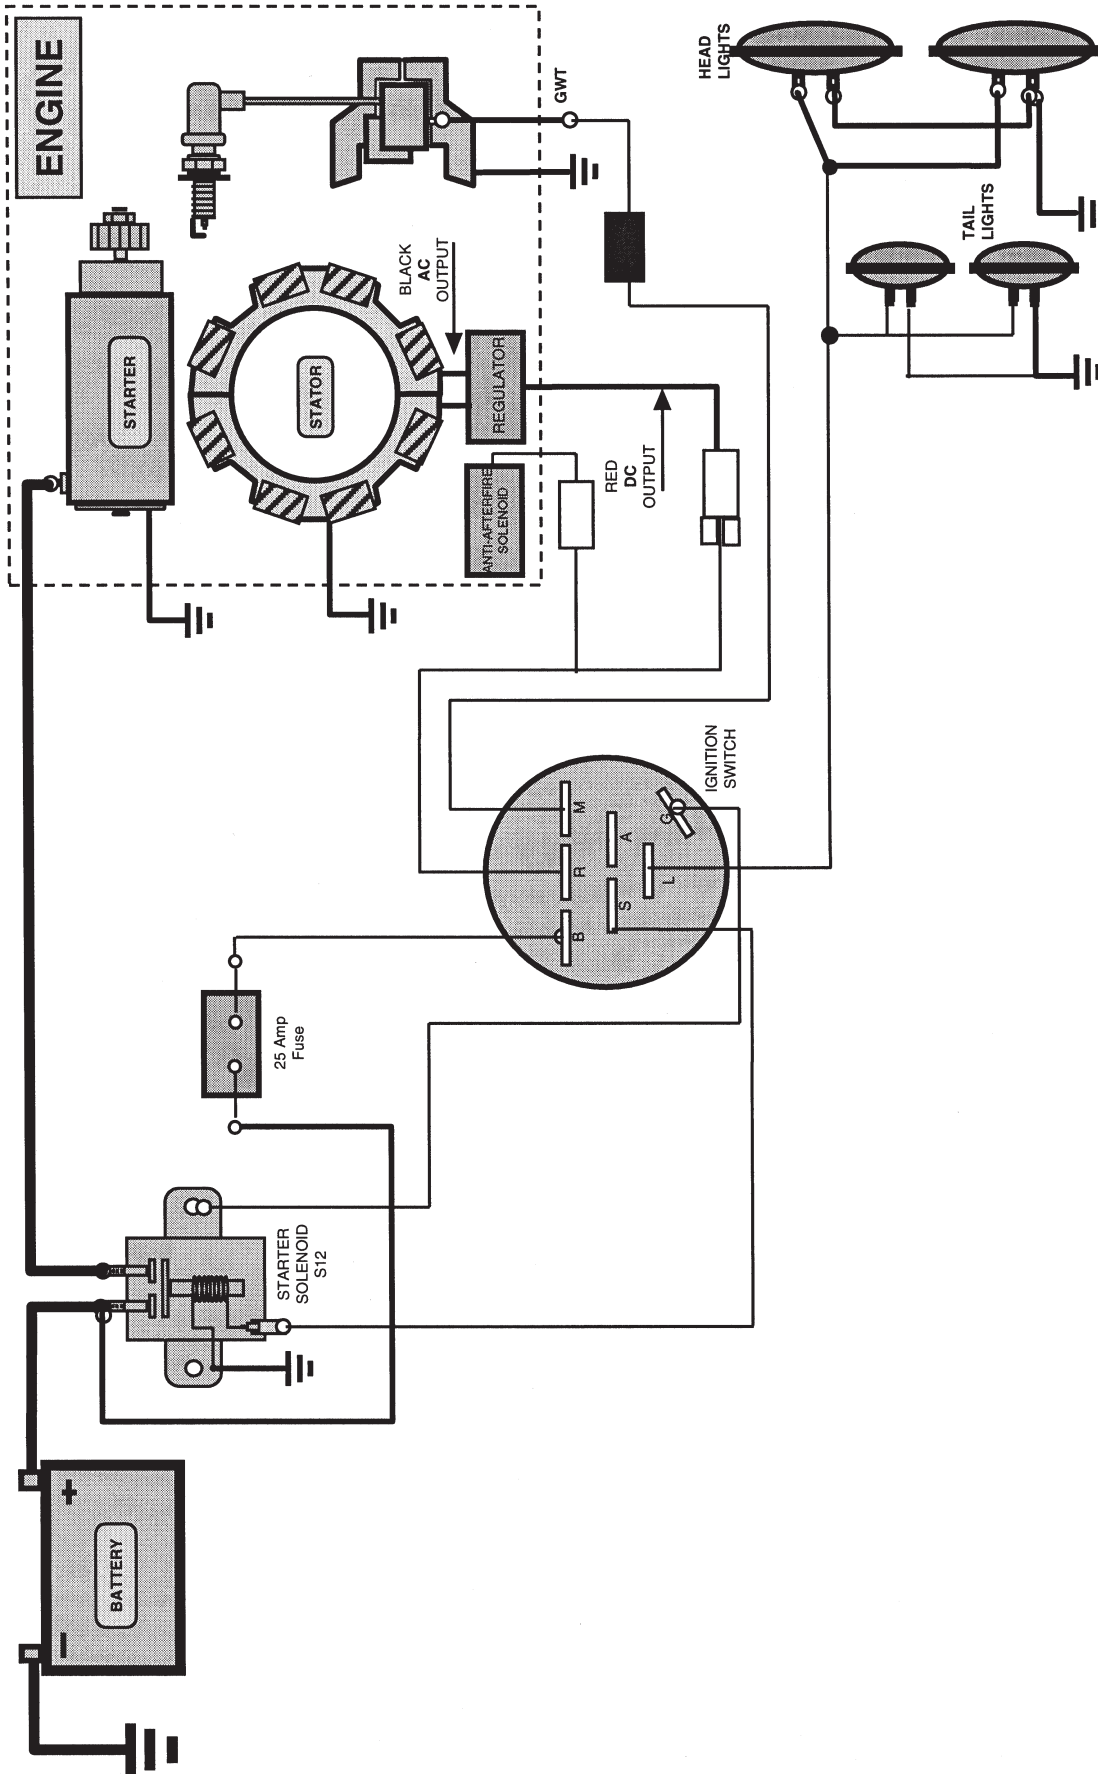 ENGINE
STARTER
STATOR
BLACK
AC
OUTPUT
REGULATOR
ANTI-AFTERFIRE
SOLENOID
RED
DC
OUTPUT
GWT
HEAD
LIGHTS
TAIL
LIGHTS
IGNITION
SWITCH
M
R
B
A
S
L
G
25 Amp
Fuse
STARTER
SOLENOID
S12
+
BATTERY
–